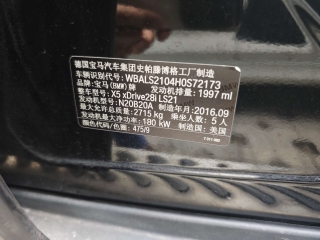 德国宝马汽车集团史帕腾博格工厂制造
车辆识别代号: WBALS2104H0S72173
品牌: 宝马(BMW)牌 发动机排量: 1997 ml
型号: X5 xDrive28i LS21
发动机型号: N20B20A 制造年月: 2016.09
最大允许总质量: 2715 kg 乘坐人数: 5 人
发动机最大净功率: 180 kW 制造国: 美国
颜色代码: 475/9